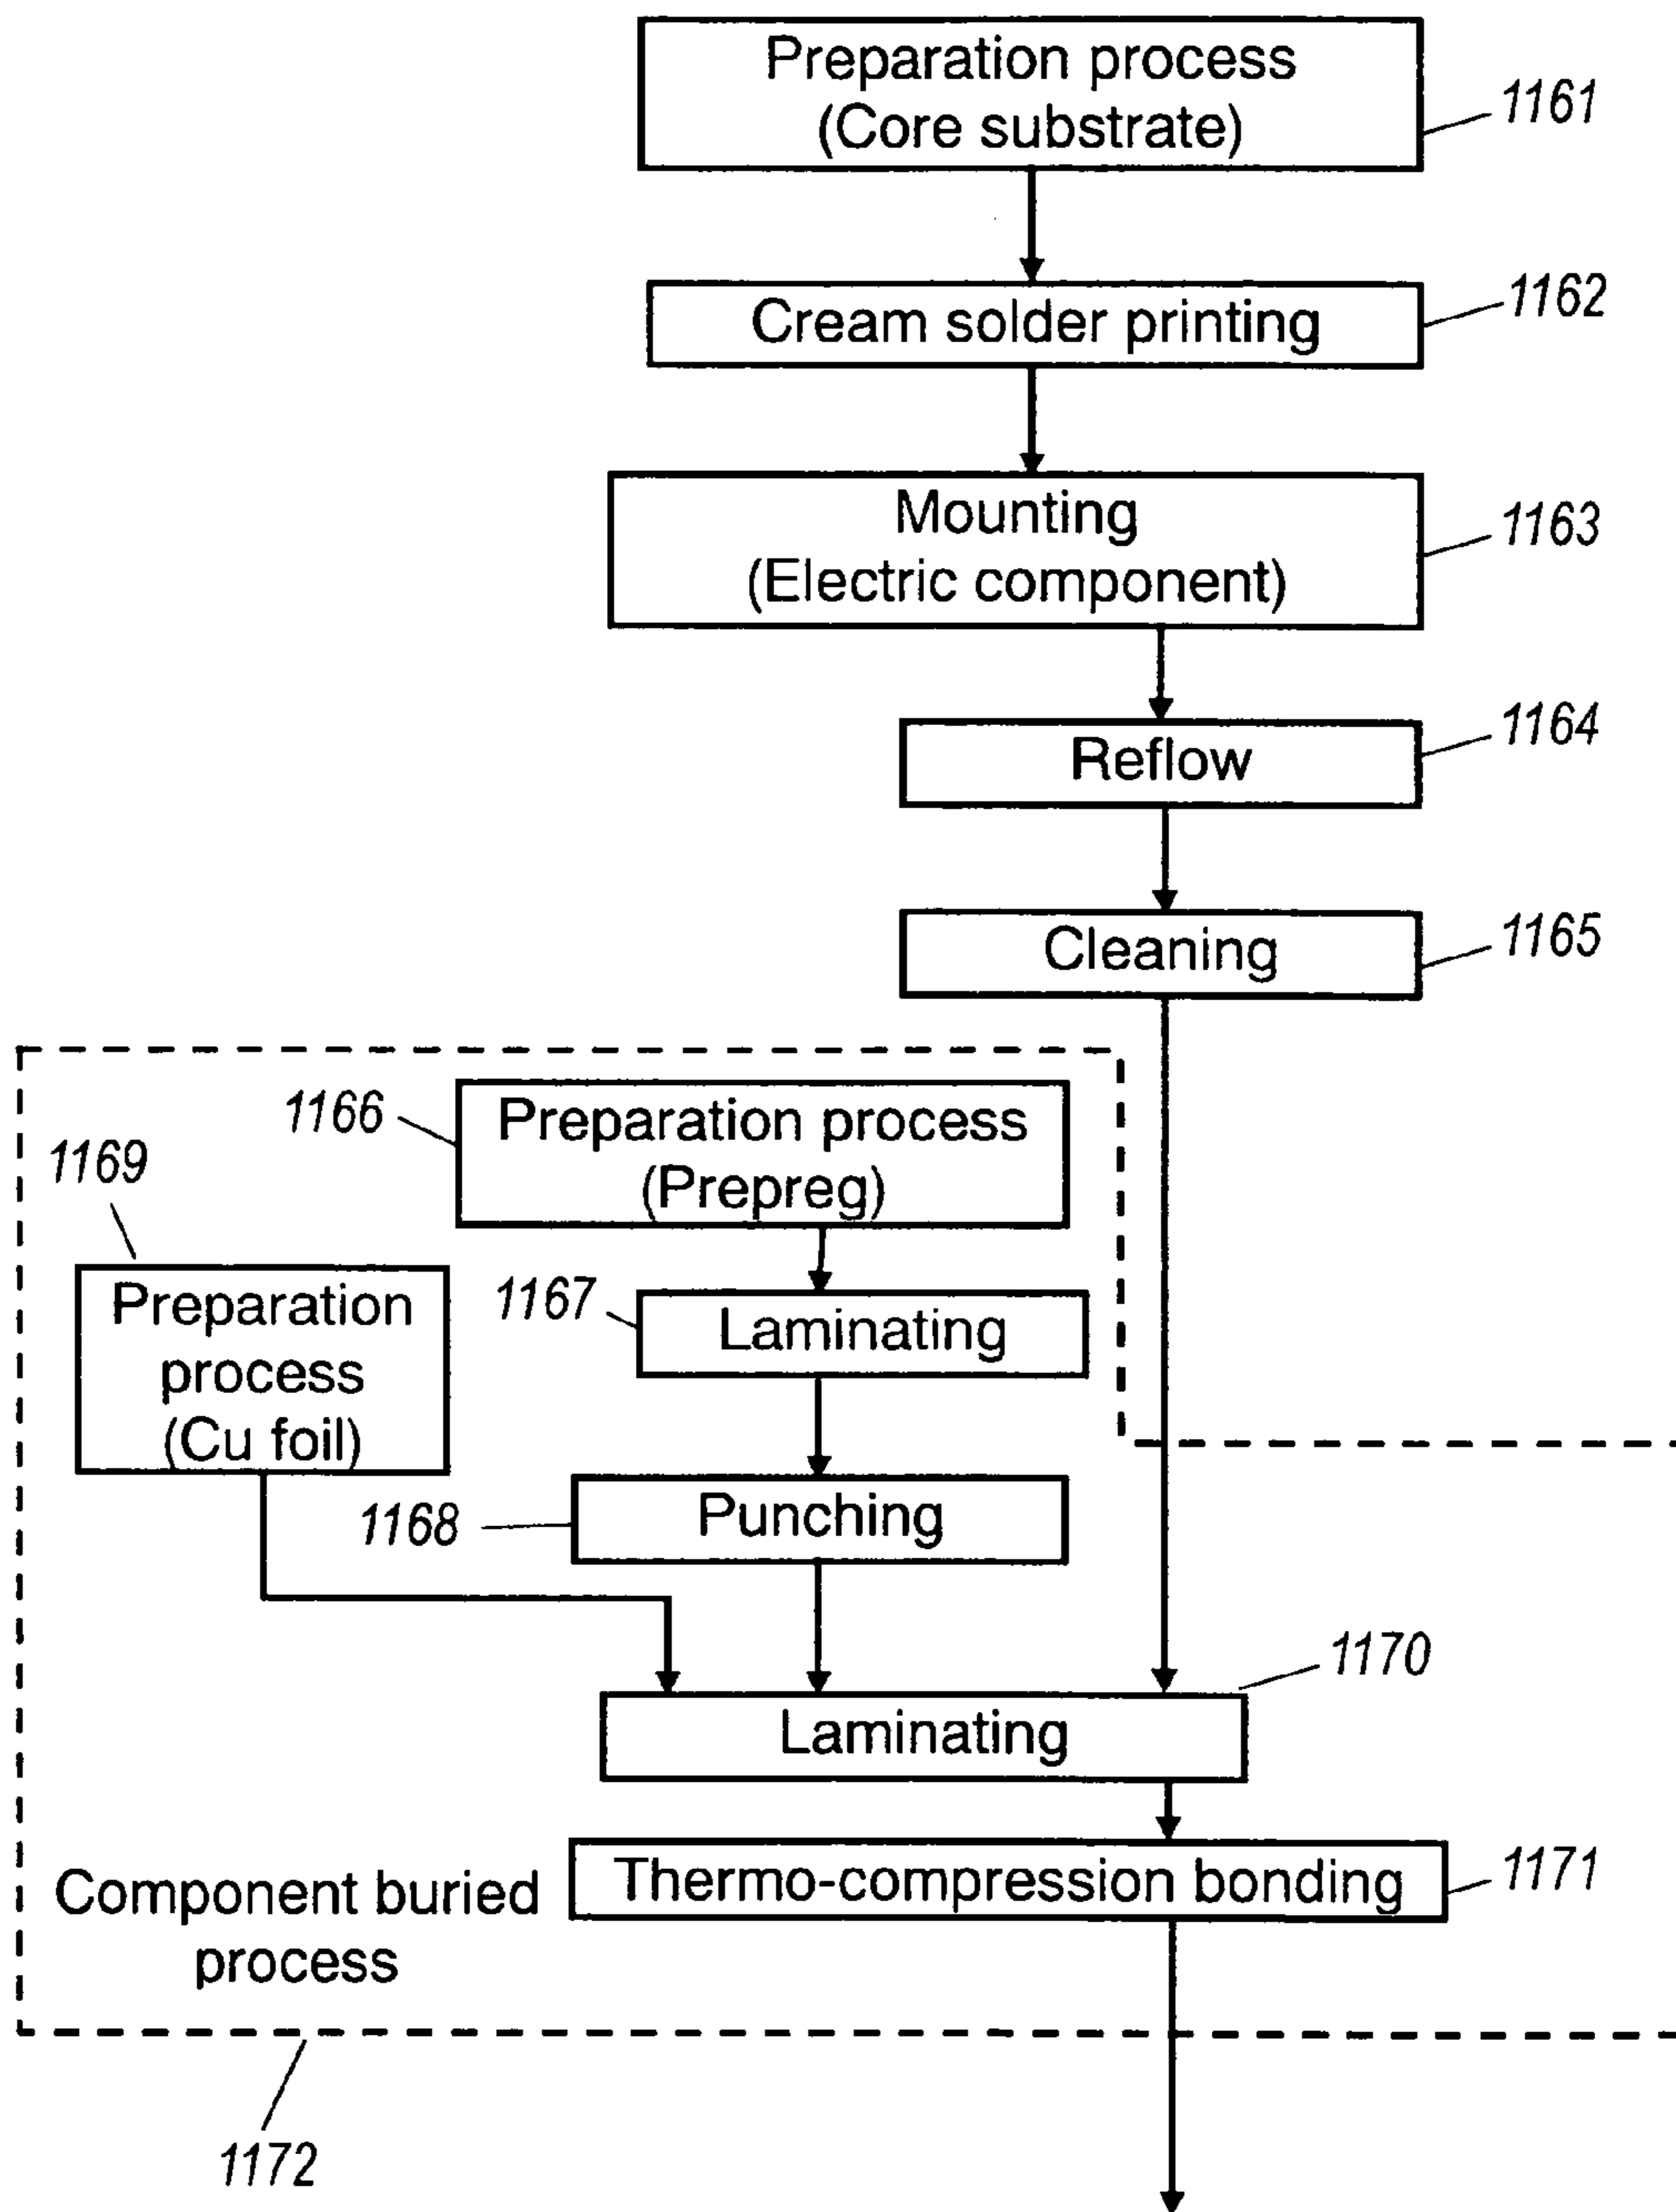 Preparation process
(Core substrate)
1161
Cream solder printing
1162
Mounting
(Electric component)
1163
Reflow
1164
Cleaning
1165
1166
Preparation process
(Prepreg)
1169
Preparation
process
(Cu foil)
1167
Laminating
1168
Punching
1170
Laminating
Thermo-compression bonding
1171
Component buried
process
1172